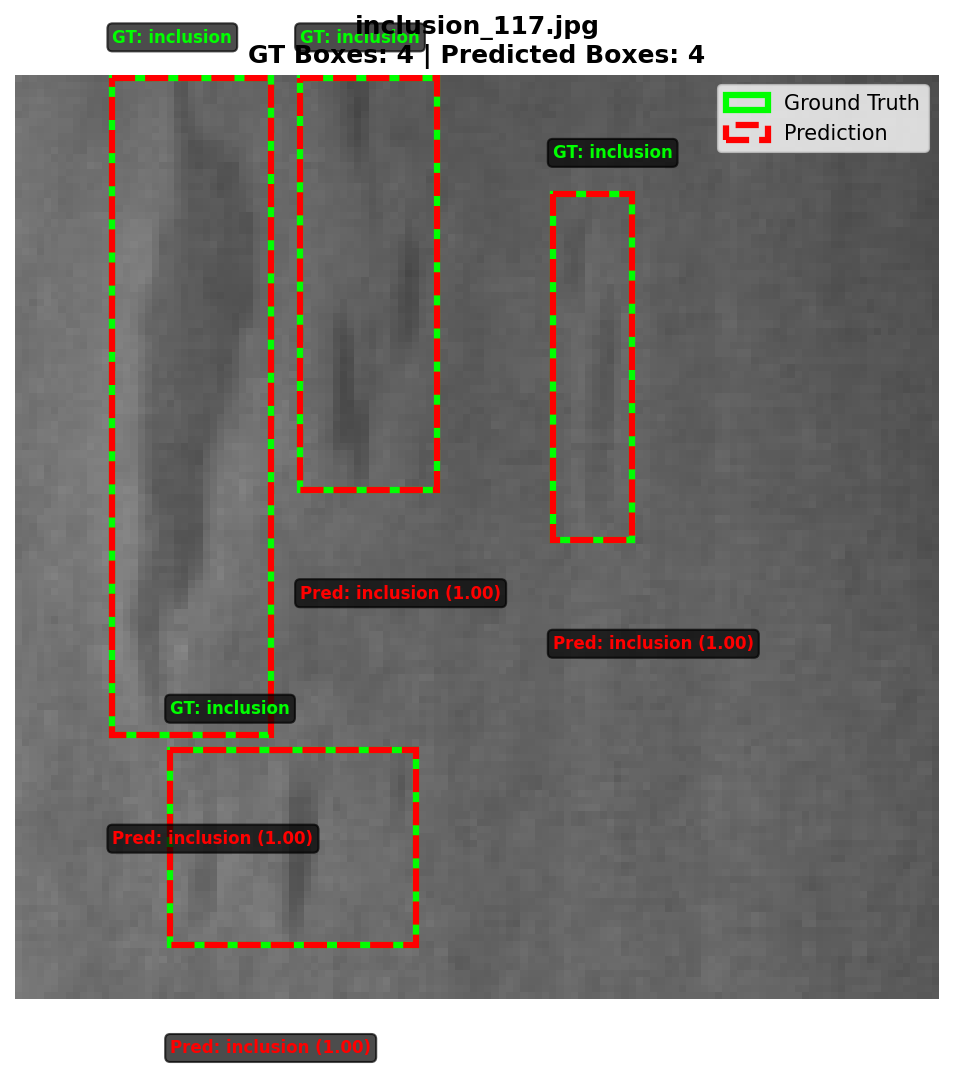 inclusion_117.jpg
GT Boxes: 4 | Predicted Boxes: 4
GT: inclusion
GT: inclusion
Ground Truth
Prediction
GT: inclusion
Pred: inclusion (1.00)
Pred: inclusion (1.00)
GT: inclusion
Pred: inclusion (1.00)
Pred: inclusion (1.00)